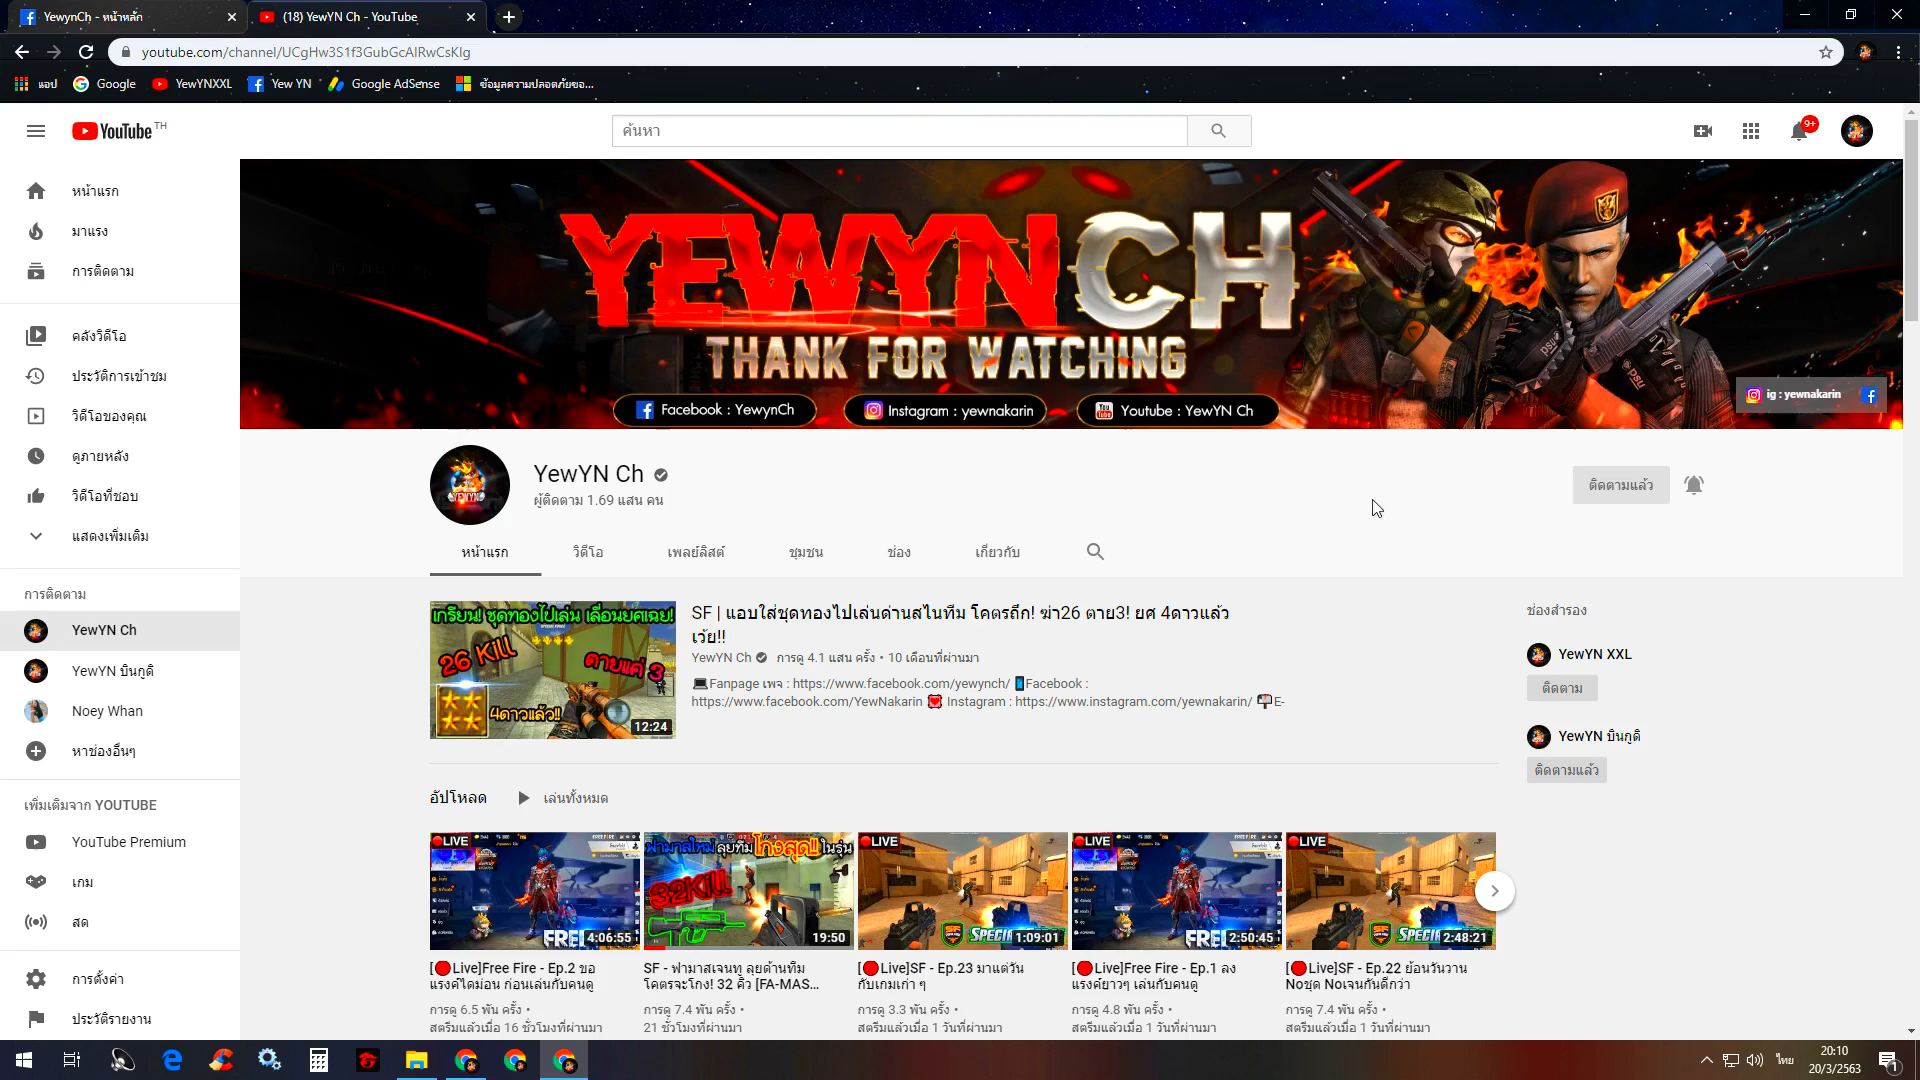 YewynCh - หน้าหลัก
(18) YewYN Ch - YouTube
youtube.com/channel/UCgHw3S1f3GubGcAlRwCsKIg
แอป
Google
YewYNXXL
Yew YN
Google AdSense
ข้อมูลความปลอดภัยขอ...
YouTube TH
ค้นหา
9+
หน้าแรก
มาแรง
การติดตาม
คลังวิดีโอ
ประวัติการเข้าชม
วิดีโอของคุณ
ดูภายหลัง
วิดีโอที่ชอบ
แสดงเพิ่มเติม
การติดตาม
YewYN Ch
YewYN บินกูดิ
Noey Whan
หาช่องอื่นๆ
เพิ่มเติมจาก YOUTUBE
YouTube Premium
เกม
สด
การตั้งค่า
ประวัติรายงาน
YEWYNCH
THANK FOR WATCHING
Facebook : YewynCh
Instagram : yewnakarin
Youtube : YewYN Ch
ig : yewnakarin
YewYN Ch
ผู้ติดตาม 1.69 แสน คน
ติดตามแล้ว
หน้าแรก
วิดีโอ
เพลย์ลิสต์
ชุมชน
ช่อง
เกี่ยวกับ
เกรียน! ชุดทองไปเล่น เลื่อนยศเฉย!
26 KILL
ตายแค่ 3
4ดาวแล้ว!!
12:24
SF | แอบใส่ชุดทองไปเล่นด่านสไนทีม โคตรถึก! ฆ่า26 ตาย3! ยศ 4ดาวแล้ว
เว้ย!!
YewYN Ch การดู 4.1 แสน ครั้ง • 10 เดือนที่ผ่านมา
💻Fanpage เพจ : https://www.facebook.com/yewynch/ 📱Facebook :
https://www.facebook.com/YewNakarin 💓 Instagram : https://www.instagram.com/yewnakarin/ 📭E-
ช่องสำรอง
YewYN XXL
ติดตาม
YewYN บินกูดิ
ติดตามแล้ว
อัปโหลด
เล่นทั้งหมด
LIVE
FREE
4:06:55
ฟามาสใหม่ ลุยทีม โกงสุด!! ในรุ่น
32Kill
19:50
LIVE
SPECIAL
1:09:01
LIVE
FREE
2:50:45
LIVE
SPECIAL
2:48:21
[🔴Live]Free Fire - Ep.2 ขอ
แรงค์ไดม่อน ก่อนเล่นกับคนดู
การดู 6.5 พัน ครั้ง •
สตรีมแล้วเมื่อ 16 ชั่วโมงที่ผ่านมา
SF - ฟามาสเจนทู ลุยด้านทีม
โคตรจะโกง! 32 คิว [FA-MAS...
การดู 7.4 พัน ครั้ง •
21 ชั่วโมงที่ผ่านมา
[🔴Live]SF - Ep.23 มาแต่วัน
กับเกมเก่า ๆ
การดู 3.3 พัน ครั้ง •
สตรีมแล้วเมื่อ 1 วันที่ผ่านมา
[🔴Live]Free Fire - Ep.1 ลง
แรงค์ยาวๆ เล่นกับคนดู
การดู 4.8 พัน ครั้ง •
สตรีมแล้วเมื่อ 1 วันที่ผ่านมา
[🔴Live]SF - Ep.22 ย้อนวันวาน
Noชุด Noเจนกันดีกว่า
การดู 7.4 พัน ครั้ง •
สตรีมแล้วเมื่อ 1 วันที่ผ่านมา
ไทย
20:10
20/3/2563
1